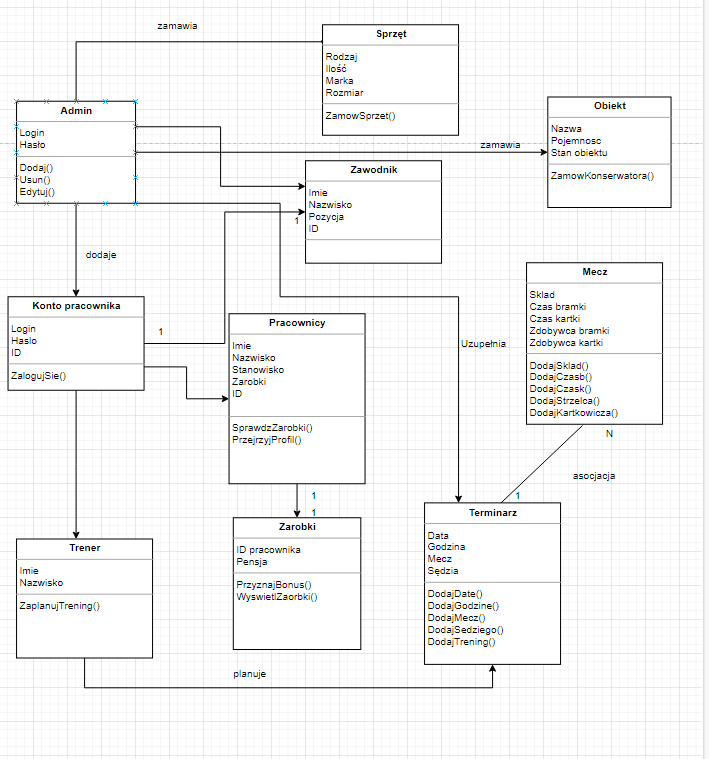 zamawia
Sprzęt
Rodzaj
Ilość
Marka
Rozmiar
ZamowSprzet()
Admin
Login
Hasło
Dodaj()
Usun()
Edytuj()
Obiekt
Nazwa
Pojemnosc
Stan obiektu
ZamowKonserwatora()
zamawia
Zawodnik
Imie
Nazwisko
Pozycja
ID
1
dodaje
Konto pracownika
Login
Haslo
ID
ZalogujSie()
1
Pracownicy
Imie
Nazwisko
Stanowisko
Zarobki
ID
SprawdzZarobki()
PrzejrzyjProfil()
Uzupełnia
Mecz
Sklad
Czas bramki
Czas kartki
Zdobywca bramki
Zdobywca kartki
DodajSklad()
DodajCzasb()
DodajCzask()
DodajStrzelca()
DodajKartkowicza()
N
asocjacja
1
1
1
Zarobki
ID pracownika
Pensja
PrzyznajBonus()
WyswietlZaorbki()
Terminarz
Data
Godzina
Mecz
Sędzia
DodajDate()
DodajGodzine()
DodajMecz()
DodajSedziego()
DodajTrening()
Trener
Imie
Nazwisko
ZaplanujTrening()
planuje